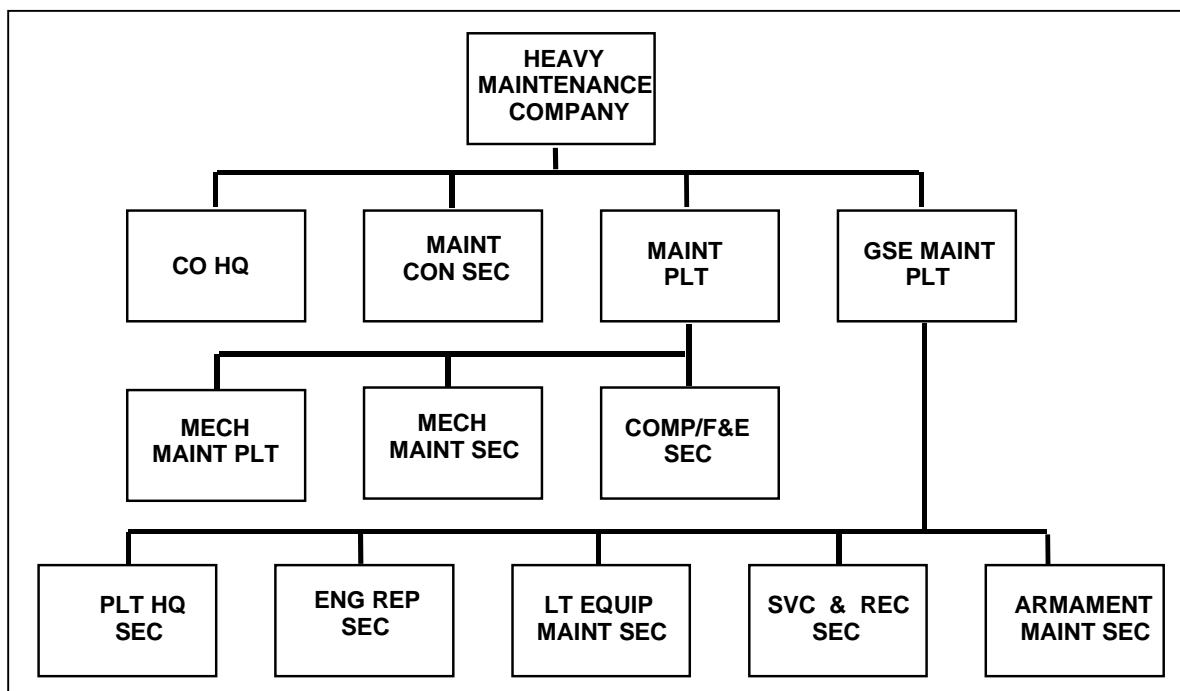 HEAVY
MAINTENANCE
COMPANY
CO HQ
MAINT
CON SEC
MAINT
PLT
GSE MAINT
PLT
MECH
MAINT PLT
MECH
MAINT SEC
COMP/F&E
SEC
PLT HQ
SEC
ENG REP
SEC
LT EQUIP
MAINT SEC
SVC & REC
SEC
ARMAMENT
MAINT SEC